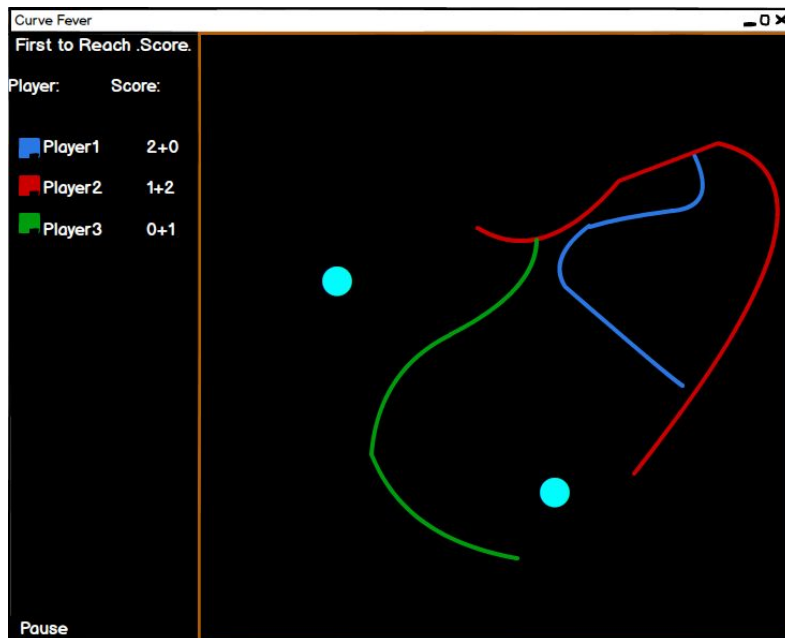 Curve Fever
First to Reach .Score.
Player: Score:
Player1 2+0
Player2 1+2
Player3 0+1
Pause